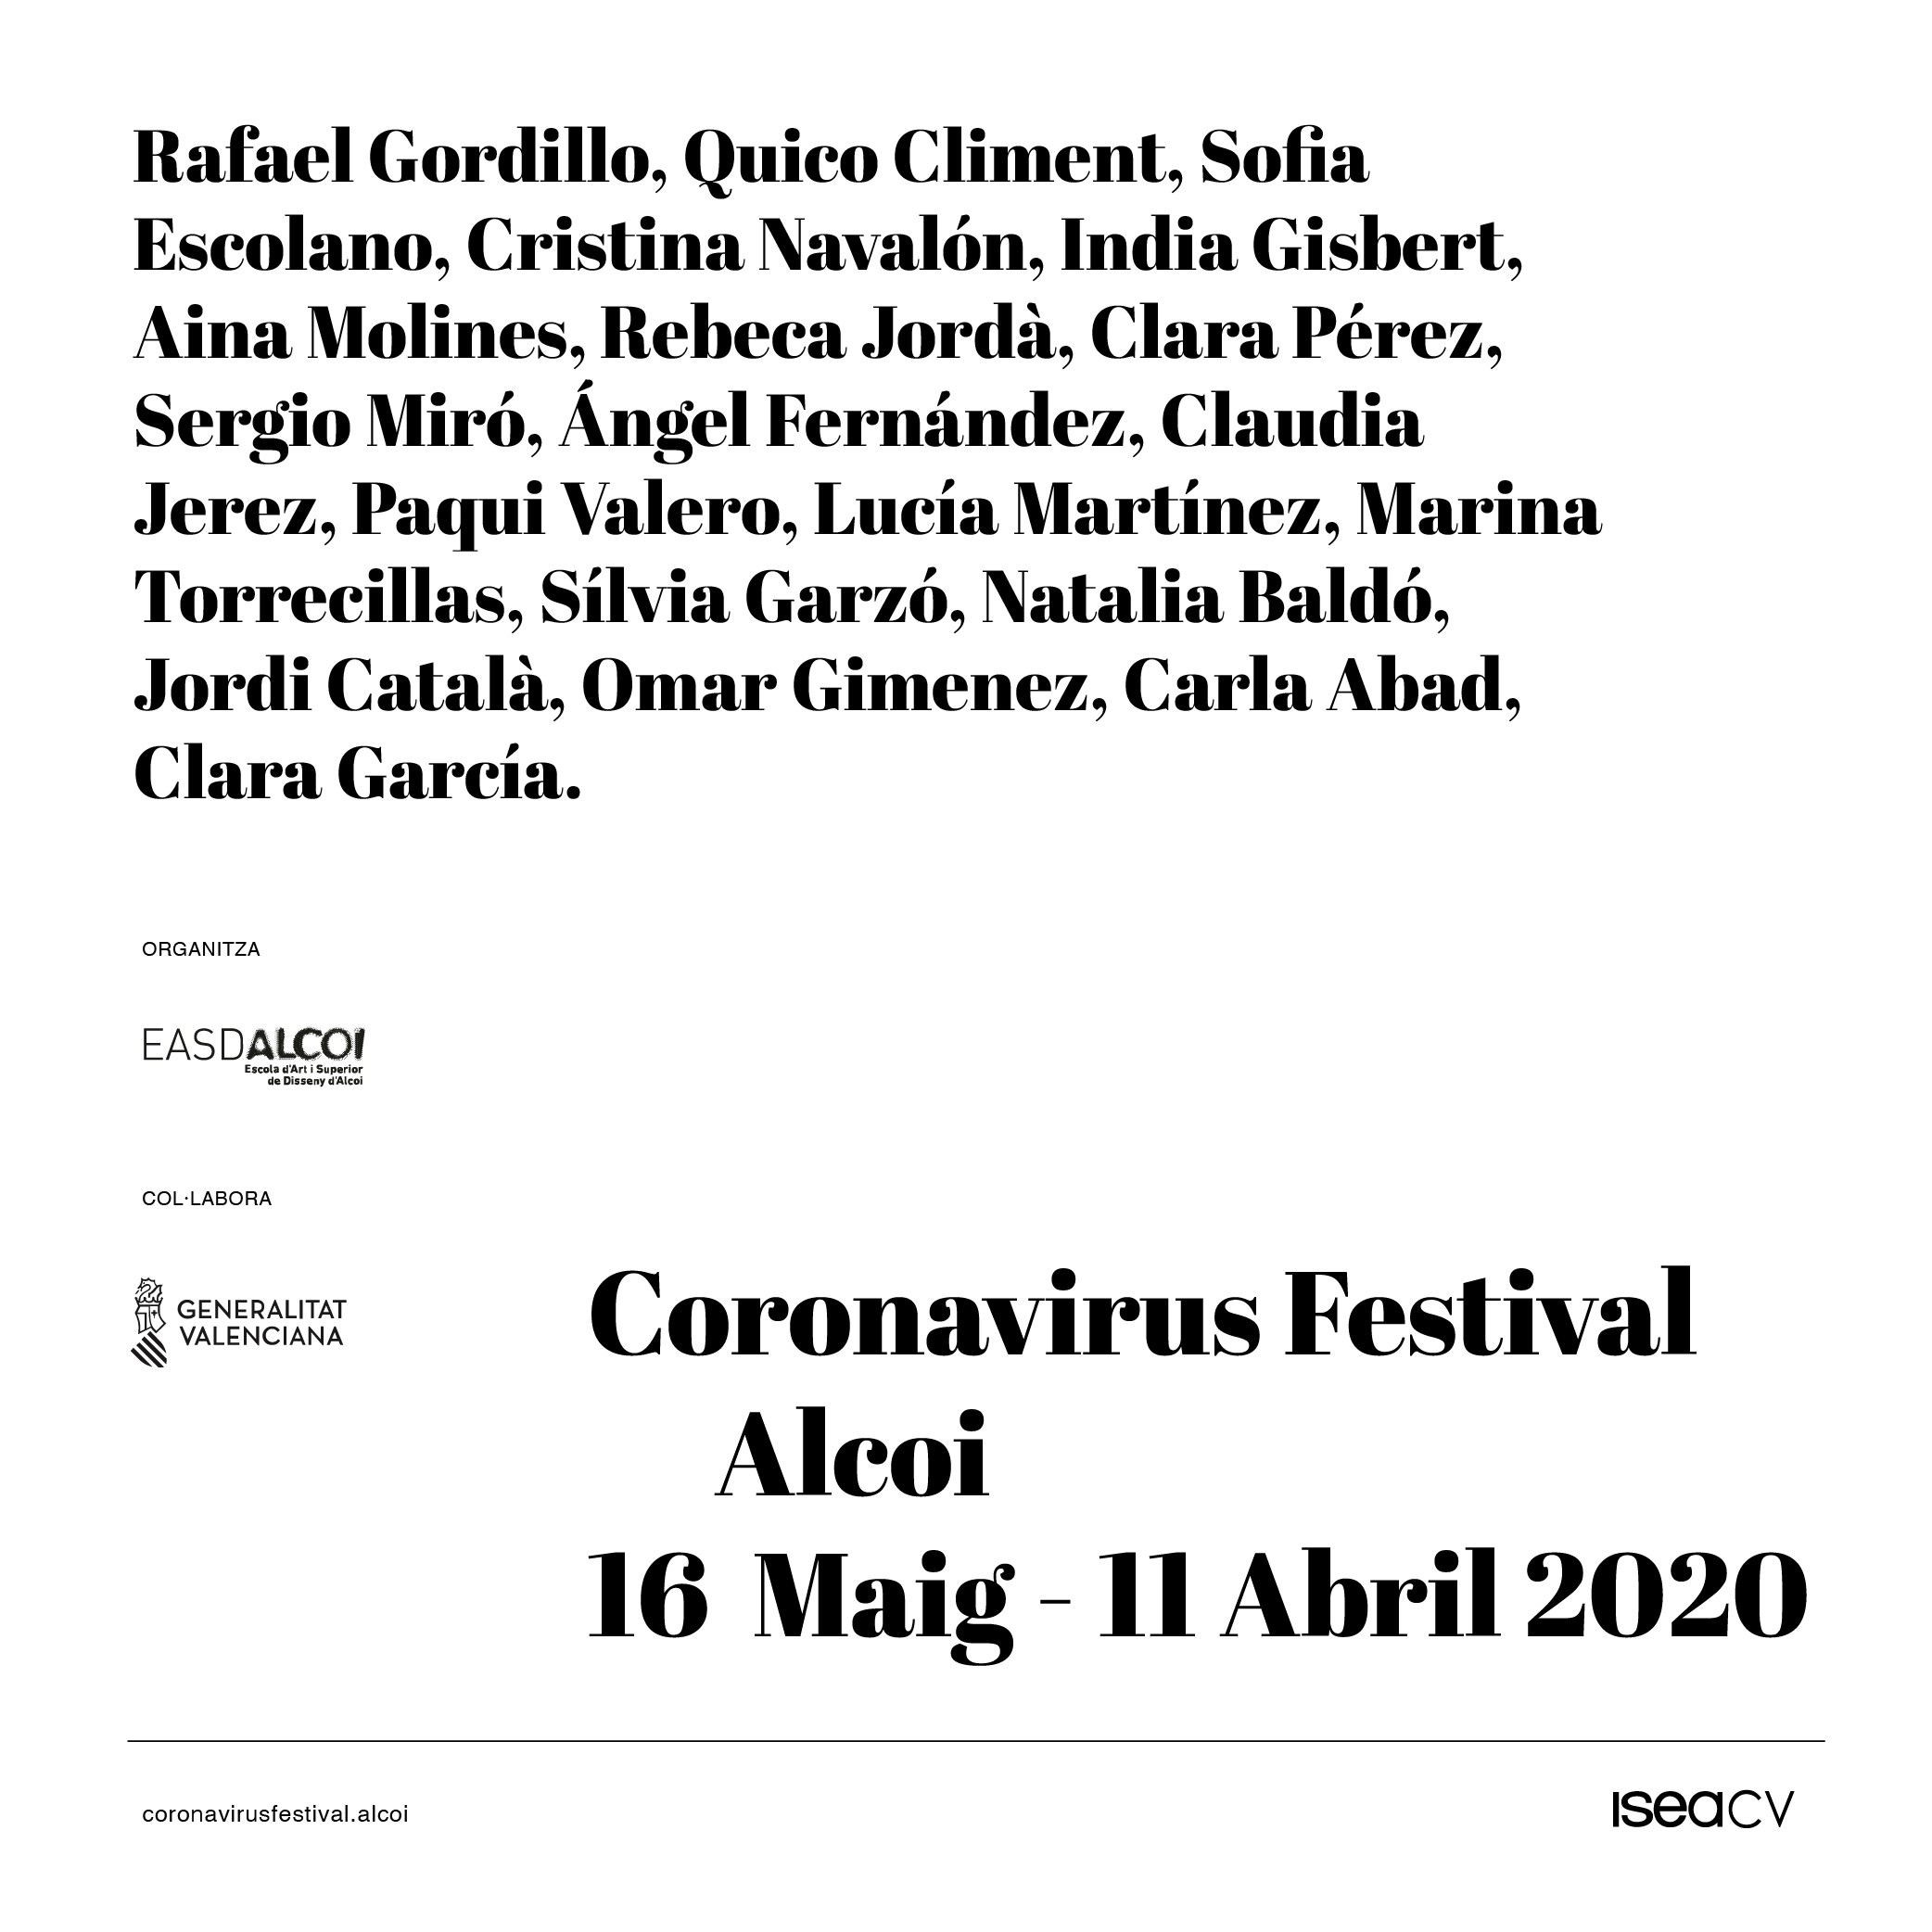 Rafael Gordillo, Quico Climent, Sofia
Escolano, Cristina Navalón, India Gisbert,
Aina Molines, Rebeca Jordà, Clara Pérez,
Sergio Miró, Ángel Fernández, Claudia
Jerez, Paqui Valero, Lucía Martínez, Marina
Torrecillas, Sílvia Garzó, Natalia Baldó,
Jordi Català, Omar Gimenez, Carla Abad,
Clara García.
ORGANITZA
EASDALCOI
Escola d'Art i Superior
de Disseny d'Alcoi
COL·LABORA
GENERALITAT
VALENCIANA
Coronavirus Festival
Alcoi
16 Maig - 11 Abril 2020
coronavirusfestival.alcoi
ISEACV